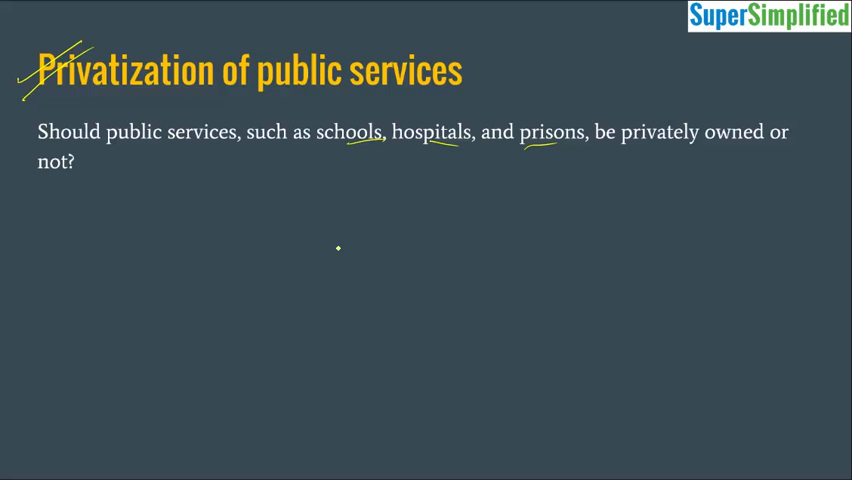 SuperSimplified
Privatization of public services
Should public services, such as schools, hospitals, and prisons, be privately owned or
not?